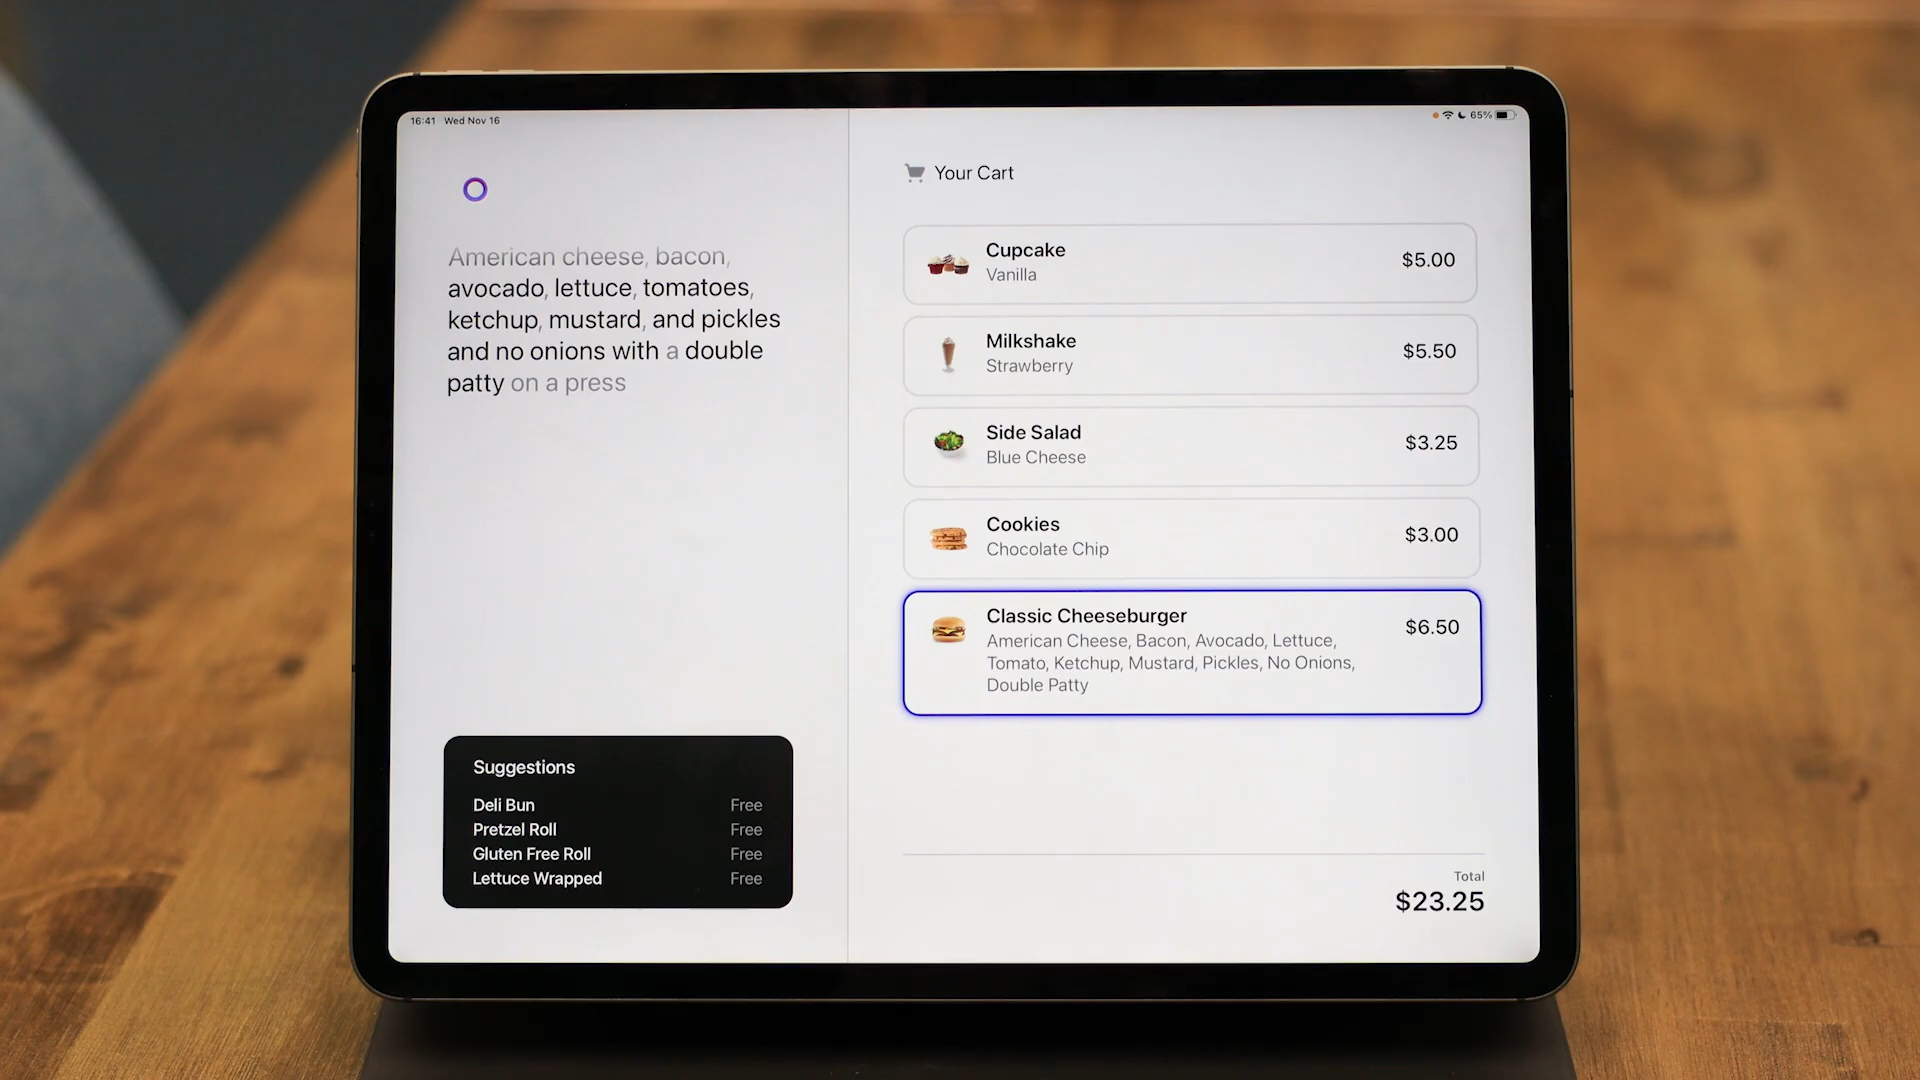 16:41 Wed Nov 16
65%
American cheese, bacon,
avocado, lettuce, tomatoes,
ketchup, mustard, and pickles
and no onions with a double
patty on a press
Suggestions
Deli Bun Free
Pretzel Roll Free
Gluten Free Roll Free
Lettuce Wrapped Free
Your Cart
Cupcake
Vanilla
$5.00
Milkshake
Strawberry
$5.50
Side Salad
Blue Cheese
$3.25
Cookies
Chocolate Chip
$3.00
Classic Cheeseburger
American Cheese, Bacon, Avocado, Lettuce,
Tomato, Ketchup, Mustard, Pickles, No Onions,
Double Patty
$6.50
Total
$23.25